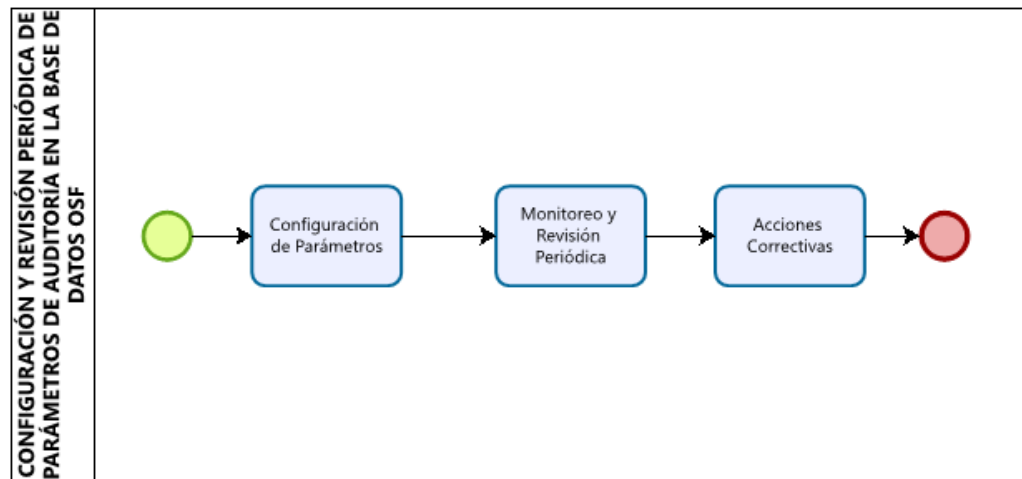 CONFIGURACIÓN Y REVISIÓN PERIÓDICA DE
PARÁMETROS DE AUDITORÍA EN LA BASE DE
DATOS OSF
Configuración
de Parámetros
Monitoreo y
Revisión
Periódica
Acciones
Correctivas